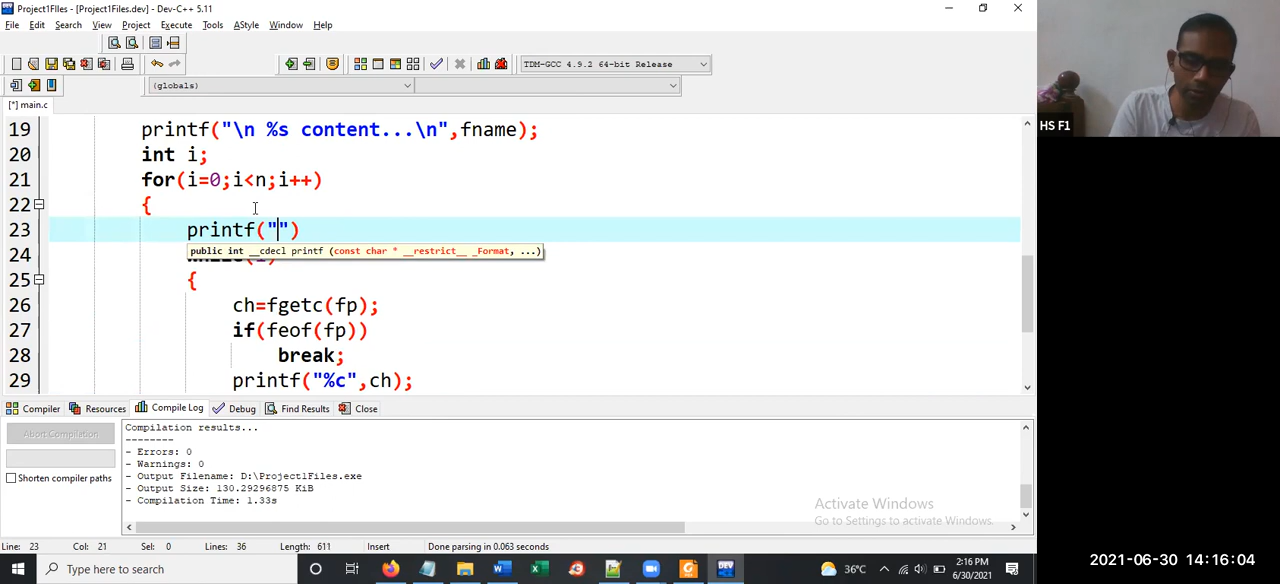 Project1FIles - [Project1Files.dev] - Dev-C++ 5.11
File Edit Search View Project Execute Tools AStyle Window Help
TDM-GCC 4.9.2 64-bit Release
(globals)
[*] main.c
19 printf("\n %s content...\n",fname);
20 int i;
21 for(i=0;i<n;i++)
22 {
23 printf("")
public int __cdecl printf (const char * __restrict__ _Format, ...)
24
25 {
26 ch=fgetc(fp);
27 if(feof(fp))
28 break;
29 printf("%c",ch);
Compiler Resources Compile Log Debug Find Results Close
Abort Compilation
Shorten compiler paths
Compilation results...
--------
- Errors: 0
- Warnings: 0
- Output Filename: D:\Project1Files.exe
- Output Size: 130.29296875 KiB
- Compilation Time: 1.33s
Activate Windows
Go to Settings to activate Windows.
Line: 23 Col: 21 Sel: 0 Lines: 36 Length: 611 Insert Done parsing in 0.063 seconds
Type here to search
36°C
2:16 PM
6/30/2021
HS F1
2021-06-30 14:16:04